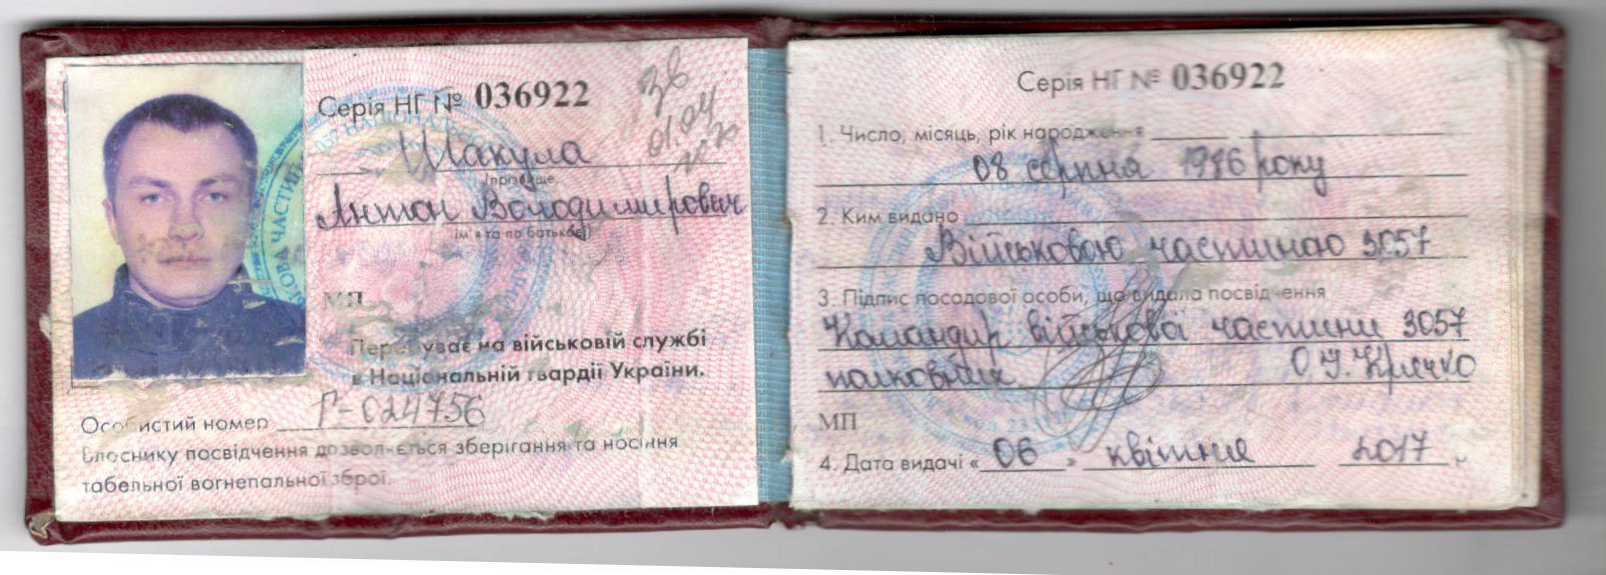 Серія НГ № 036922
Шакула
(прізвище
Антон Володимирович
ім'я та по батькові)
МП
Перебуває на військовій службі
в Національній гвардії України.
Особистий номер Г-024756
Власнику посвідчення дозволяється зберігання та носіння
табельної вогнепальної зброї.
Серія НГ № 036922
1. Число, місяць, рік народження
08 серпня 1986 року
2. Ким видано
Військовою частиною 3057
3. Підпис посадової особи, що видала посвідчення
Командир військової частини 3057
полковник
МП
4. Дата видачі «06» квітня 2017 р.